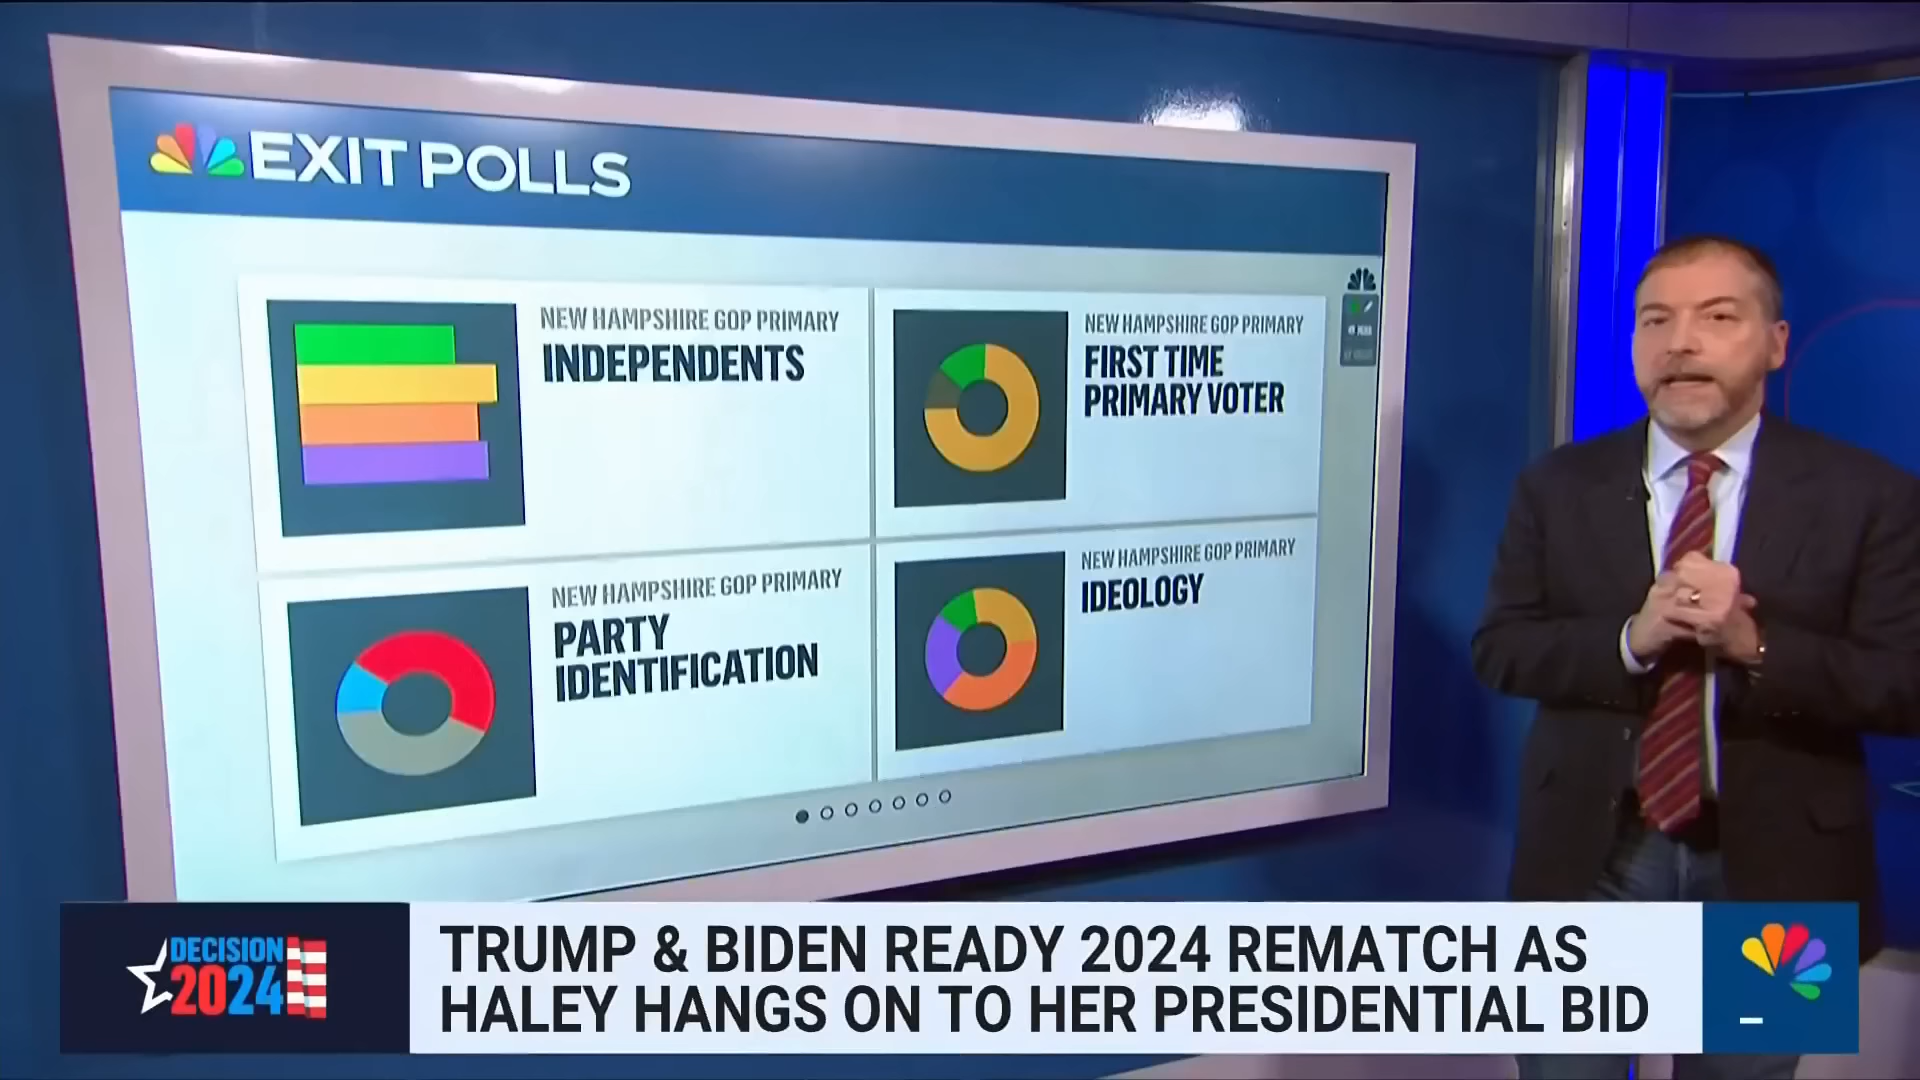 EXIT POLLS
NEW HAMPSHIRE GOP PRIMARY
INDEPENDENTS
NEW HAMPSHIRE GOP PRIMARY
FIRST TIME
PRIMARY VOTER
NEW HAMPSHIRE GOP PRIMARY
PARTY
IDENTIFICATION
NEW HAMPSHIRE GOP PRIMARY
IDEOLOGY
DECISION
2024
TRUMP & BIDEN READY 2024 REMATCH AS
HALEY HANGS ON TO HER PRESIDENTIAL BID